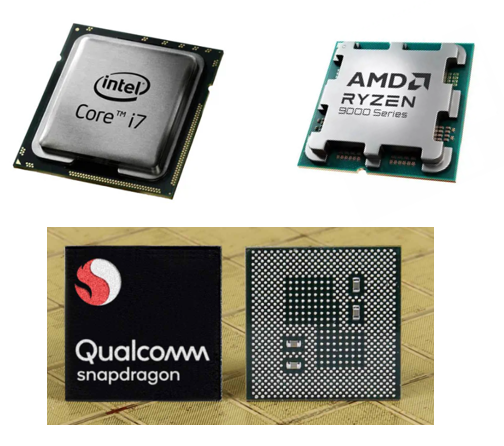 intel
Core™ i7
AMD
RYZEN
9000 Series
Qualcomm
snapdragon